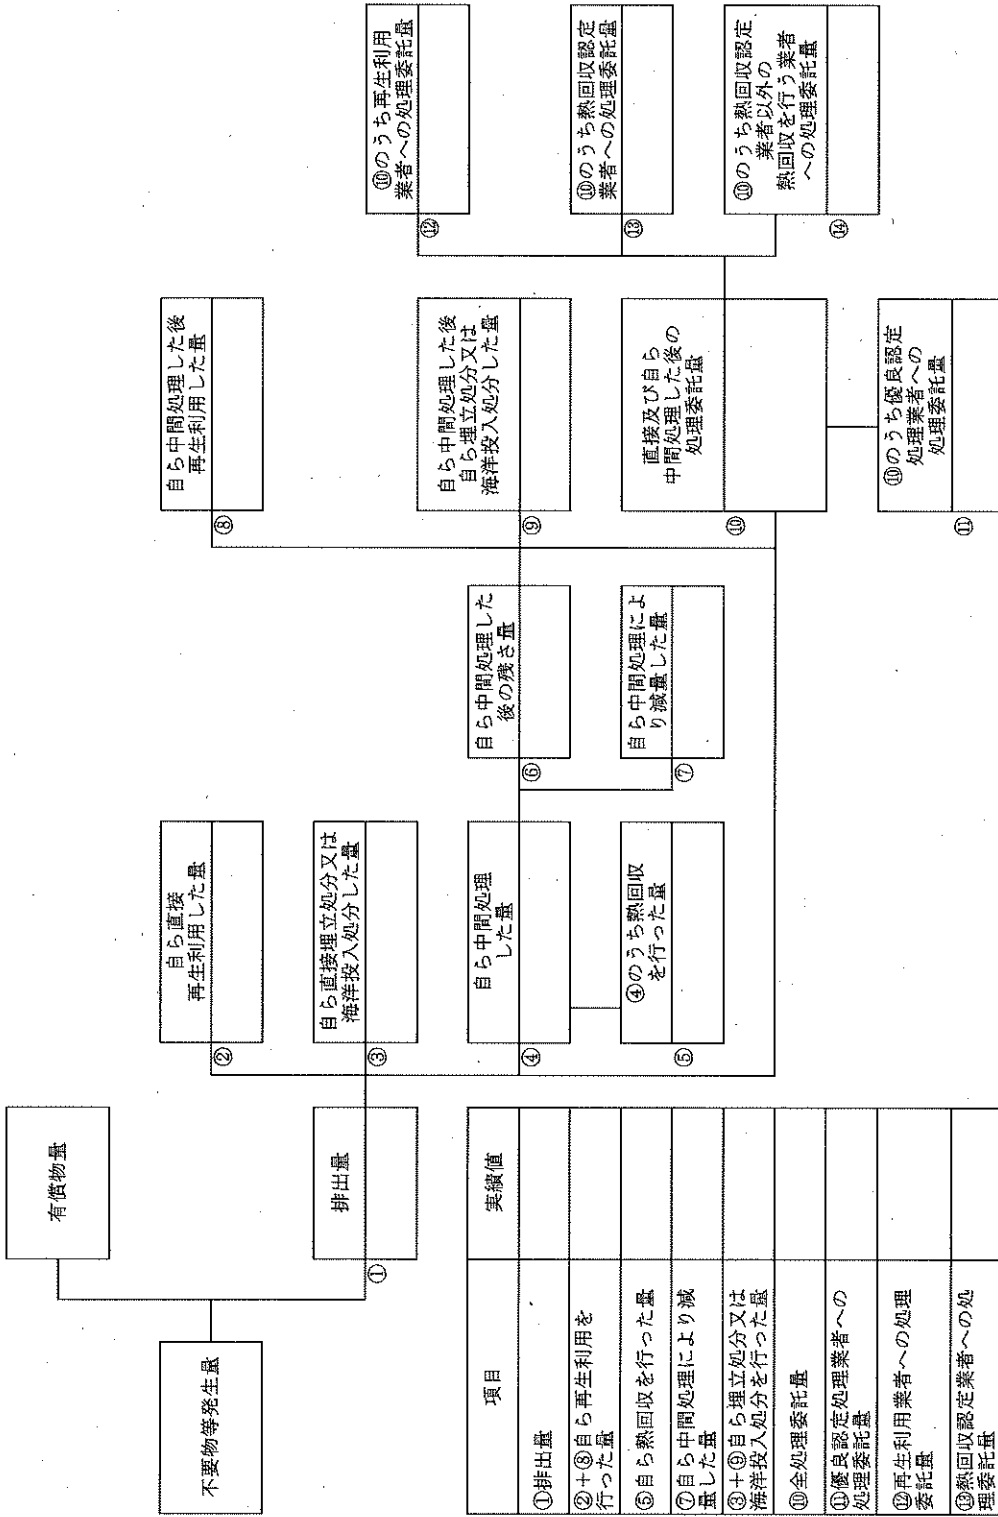 不要物等発生量
有償物量
排出量
①
②
自ら直接
再生利用した量
③
自ら直接埋立処分又は
海洋投入処分した量
④
自ら中間処理
した量
⑤
④のうち熱回収
を行った量
⑥
自ら中間処理した
後の残さ量
⑦
自ら中間処理によ
り減量した量
⑧
自ら中間処理した後
再生利用した量
⑨
自ら中間処理した後
自ら埋立処分又は
海洋投入処分した量
⑩
直接及び自ら
中間処理した後の
処理委託量
⑪
⑩のうち優良認定
処理業者への
処理委託量
⑫
⑩のうち再生利用
業者への処理委託量
⑬
⑩のうち熱回収認定
業者への処理委託量
⑭
⑩のうち熱回収認定
業者以外の
熱回収を行う業者
への処理委託量
項目
実績値
①排出量
②+⑧自ら再生利用を
行った量
⑤自ら熱回収を行った量
⑦自ら中間処理により減
量した量
③+⑨自ら埋立処分又は
海洋投入処分を行った量
⑩全処理委託量
⑪優良認定処理業者への
処理委託量
⑫再生利用業者への処理
委託量
⑬熱回収認定業者への処
理委託量